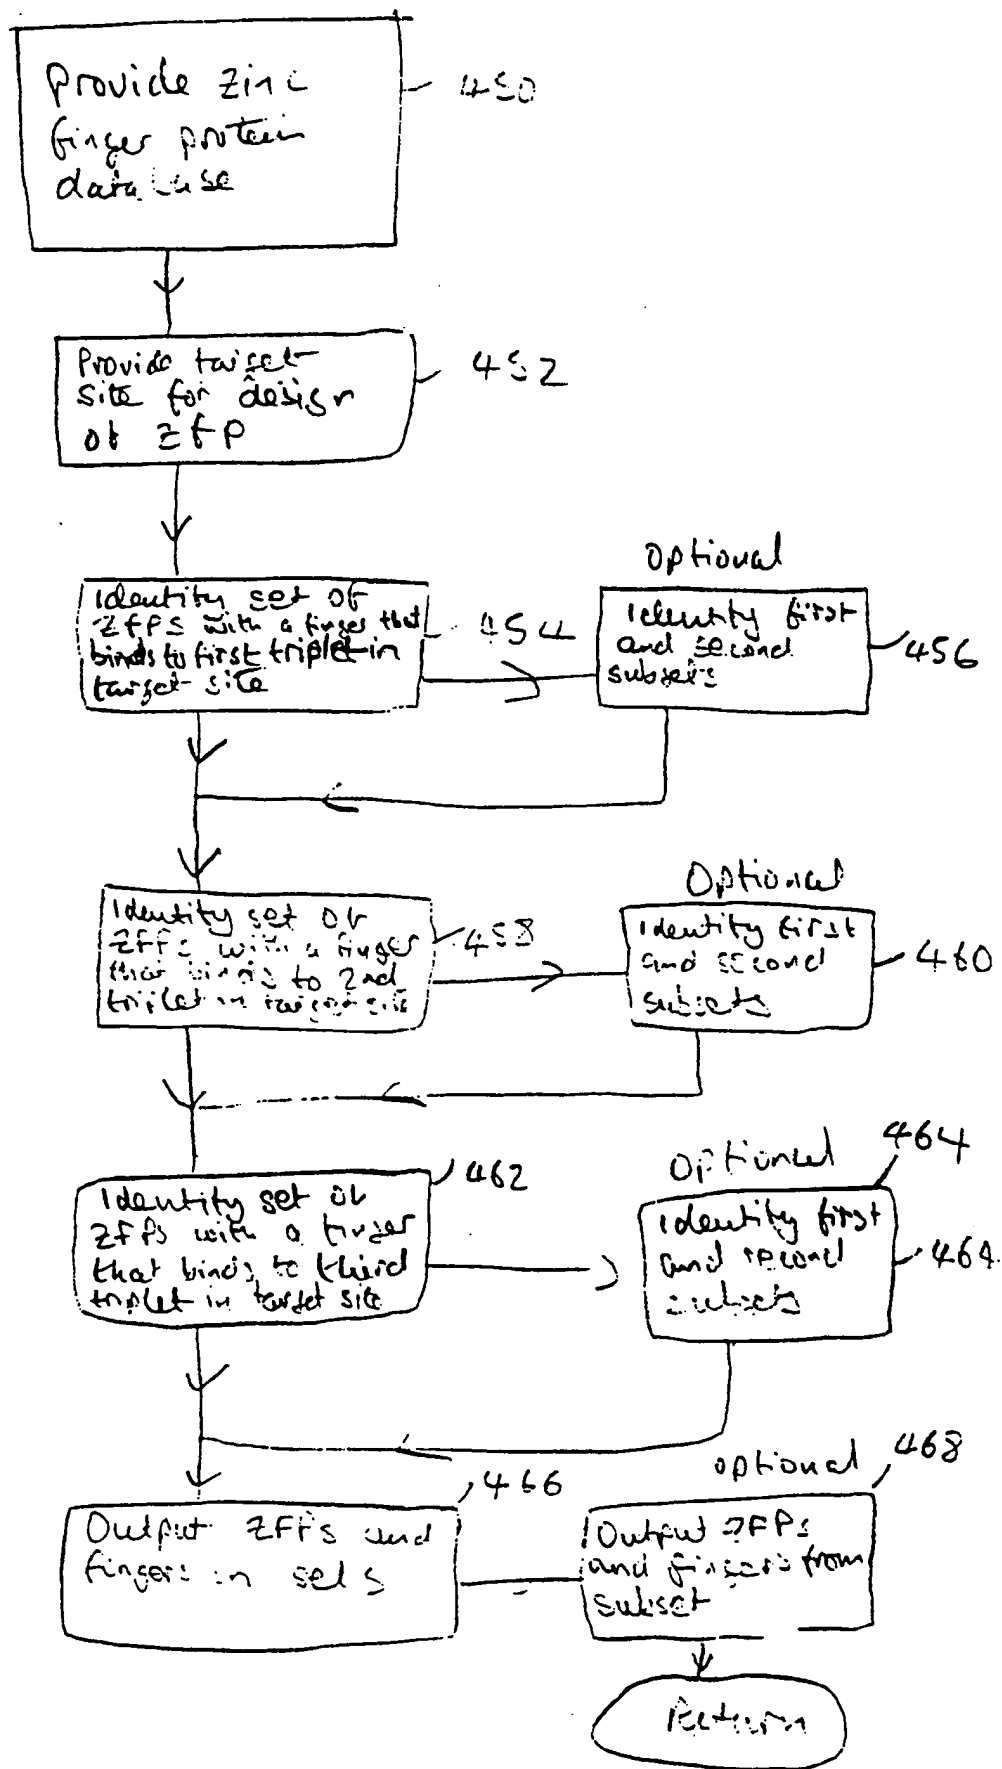 Provide zinc
finger protein
database
450
Provide target
site for design
of ZFP
452
Identify set of
ZFPs with a finger that
binds to first triplet in
target site
454
Optional
Identify first
and second
subsets
456
Identify set of
ZFPs with a finger
that binds to 2nd
triplet in target site
458
Optional
Identify first
and second
subsets
460
Identify set of
ZFPs with a finger
that binds to third
triplet in target site
462
Optional
464
Identify first
and second
subsets
464
Output ZFPs and
fingers in sets
466
optional
468
Output ZFPs
and fingers from
subset
Return